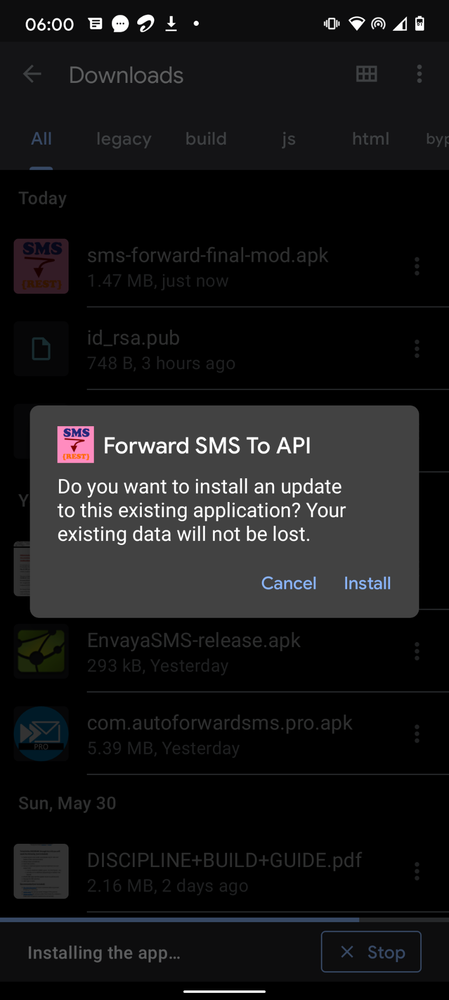 06:00
61
Downloads
All legacy build js html byp
Today
SMS
{REST}
sms-forward-final-mod.apk
1.47 MB, just now
id_rsa.pub
748 B, 3 hours ago
SMS
{REST}
Forward SMS To API
Do you want to install an update
to this existing application? Your
existing data will not be lost.
Cancel Install
Y
EnvayaSMS-release.apk
293 kB, Yesterday
PRO
com.autoforwardsms.pro.apk
5.39 MB, Yesterday
Sun, May 30
DISCIPLINE+BUILD+GUIDE.pdf
2.16 MB, 2 days ago
Installing the app...
Stop